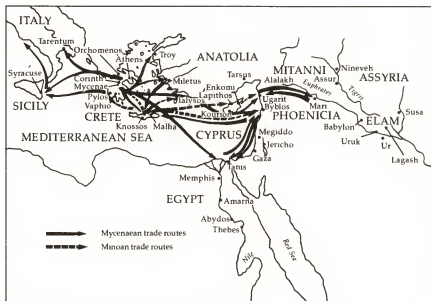 ITALY
Tarentum
Orchomenos
Troy
ANATOLIA
Athens
Corinth
Syracuse
Mycenae
Miletus
Tarsus
Alalakh
MITANNI
Nineveh
Assur
ASSYRIA
SICILY
Pylos
Vapho
Ialysos
Enkomi
Lapithos
Ugarit
Euphrates
Mari
Tigris
Susa
CRETE
Knossos
Mallia
Kourion
Byblos
PHOENICIA
CYPRUS
Babylon
ELAM
MEDITERRANEAN SEA
Megiddo
Jericho
Uruk
Ur
Lagash
Gaza
Tanis
Memphis
EGYPT
Amarna
Abydos
Thebes
Nile
Red Sea
Mycenaean trade routes
Minoan trade routes